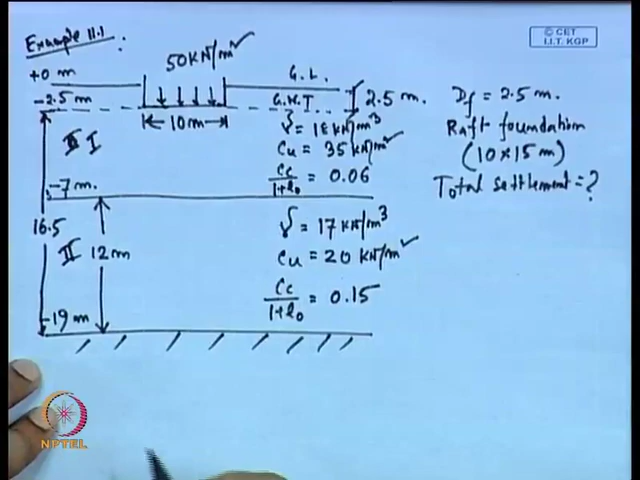 Example 11.1 :
© CET
I.I.T. KGP
50 KN/m² ✓
+0 m
G.L.
-2.5 m
G.W.T
2.5 m.
Df = 2.5 m.
10 m
γ = 18 KN/m³
Raft foundation
I
Cu = 35 KN/m² ✓
(10 × 15 m)
Cc/1+e₀ = 0.06
-7 m.
Total settlement = ?
16.5
γ = 17 KN/m³
II
12 m
Cu = 20 KN/m² ✓
Cc/1+e₀ = 0.15
-19 m
NPTEL